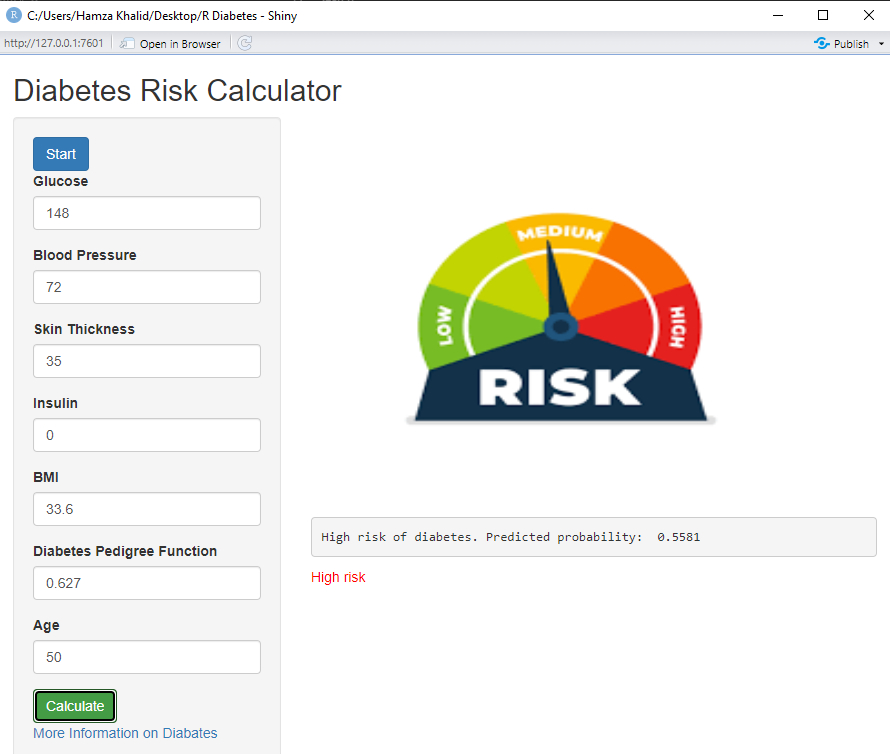 C:/Users/Hamza Khalid/Desktop/R Diabetes - Shiny
http://127.0.0.1:7601 Open in Browser Publish
Diabetes Risk Calculator
Start
Glucose
148
Blood Pressure
72
Skin Thickness
35
Insulin
0
BMI
33.6
Diabetes Pedigree Function
0.627
Age
50
Calculate
More Information on Diabates
LOW
MEDIUM
HIGH
RISK
High risk of diabetes. Predicted probability:  0.5581
High risk